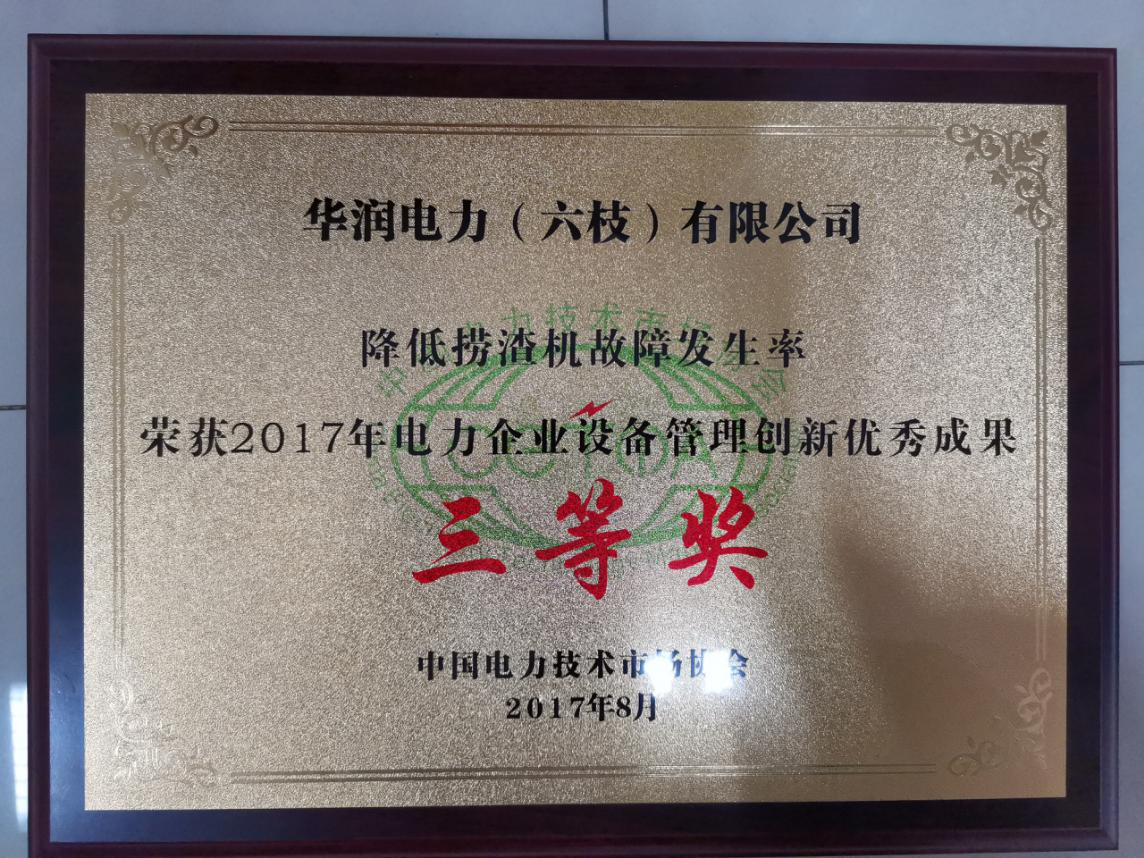 华润电力（六枝）有限公司
降低捞渣机故障发生率
荣获2017年电力企业设备管理创新优秀成果
三等奖
中国电力技术市场协会
2017年8月